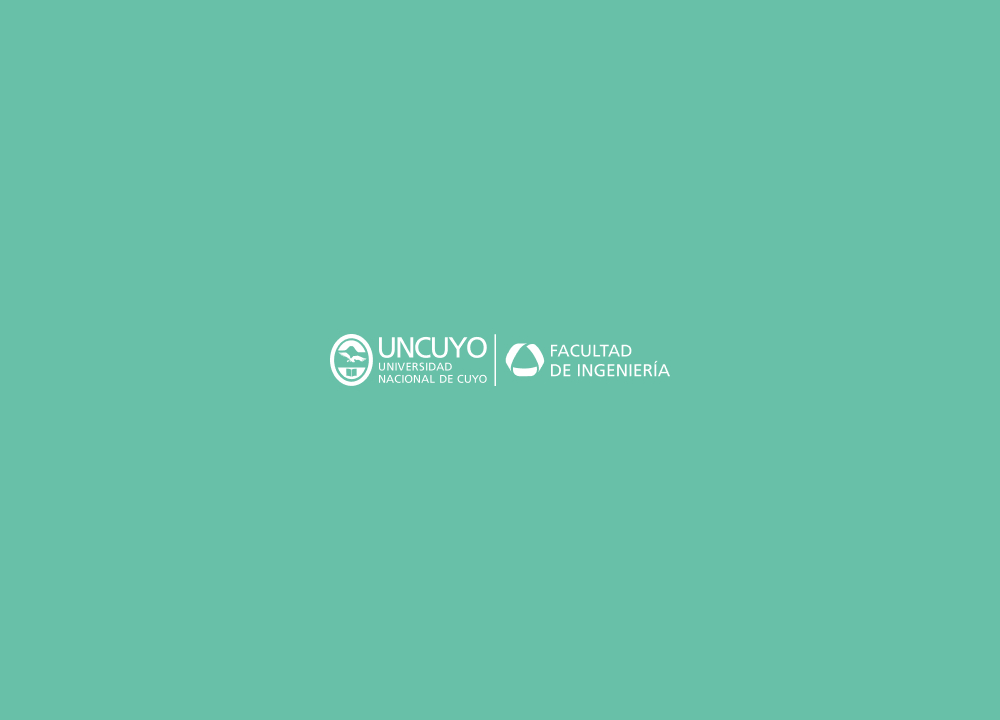 UNCUYO
UNIVERSIDAD
NACIONAL DE CUYO
FACULTAD
DE INGENIERÍA